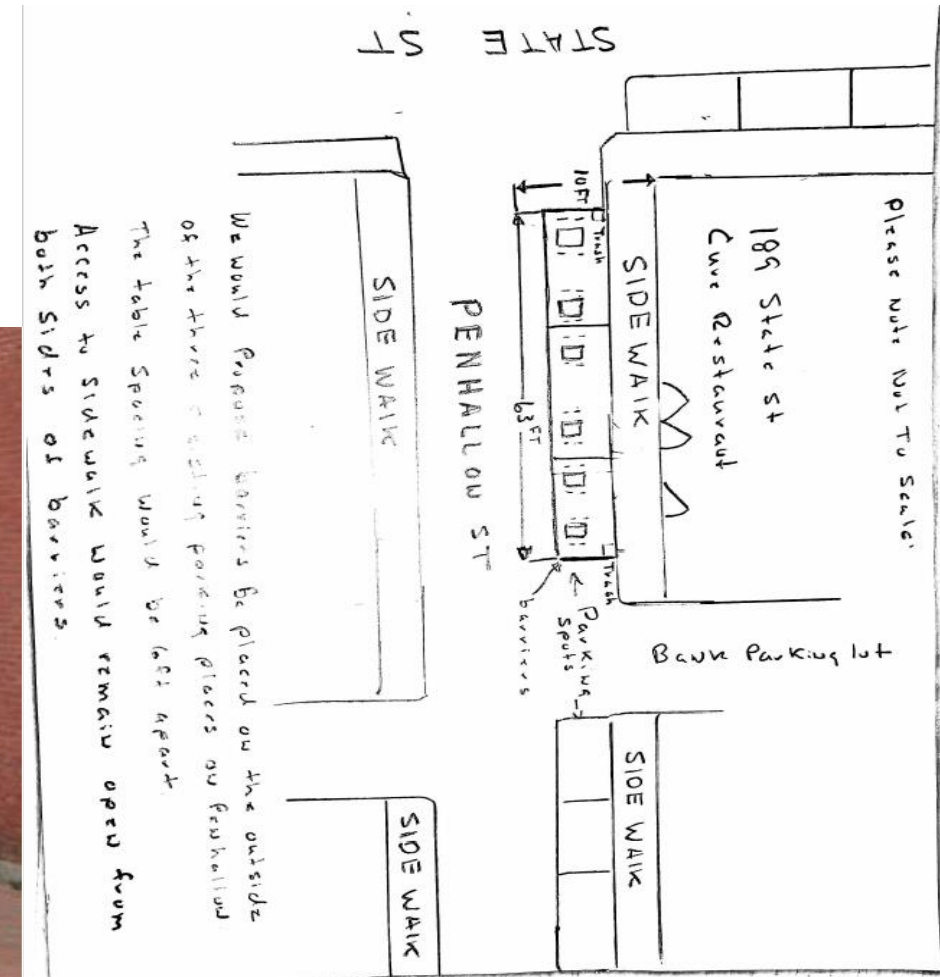 STATE ST
Please Note Not To Scale
189 State St
Cure Restaurant
10FT
Trash
SIDEWAlK
63FT
Trash
PENHALLOW ST
← Parking →
spots
barriers
Bank Parking lot
SIDE WAlK
SIDE WAlK
SIDE WAlK
We would Propose barriers be placed on the outside
of the three existing parking places on Penhallow
The table Spacing would be 6ft apart.
Access to Sidewalk would remain open from
both sides of barriers.